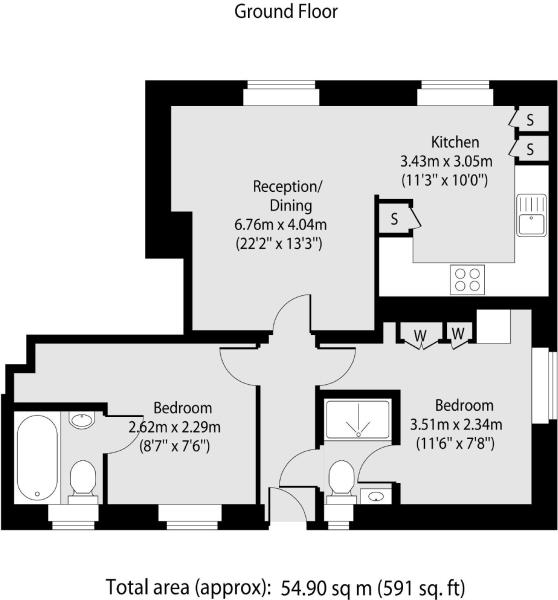 Ground Floor
S
S
Kitchen
3.43m x 3.05m
(11'3" x 10'0")
Reception/
Dining
6.76m x 4.04m
(22'2" x 13'3")
S
W
W
Bedroom
2.62m x 2.29m
(8'7" x 7'6")
Bedroom
3.51m x 2.34m
(11'6" x 7'8")
Total area (approx): 54.90 sq m (591 sq. ft)